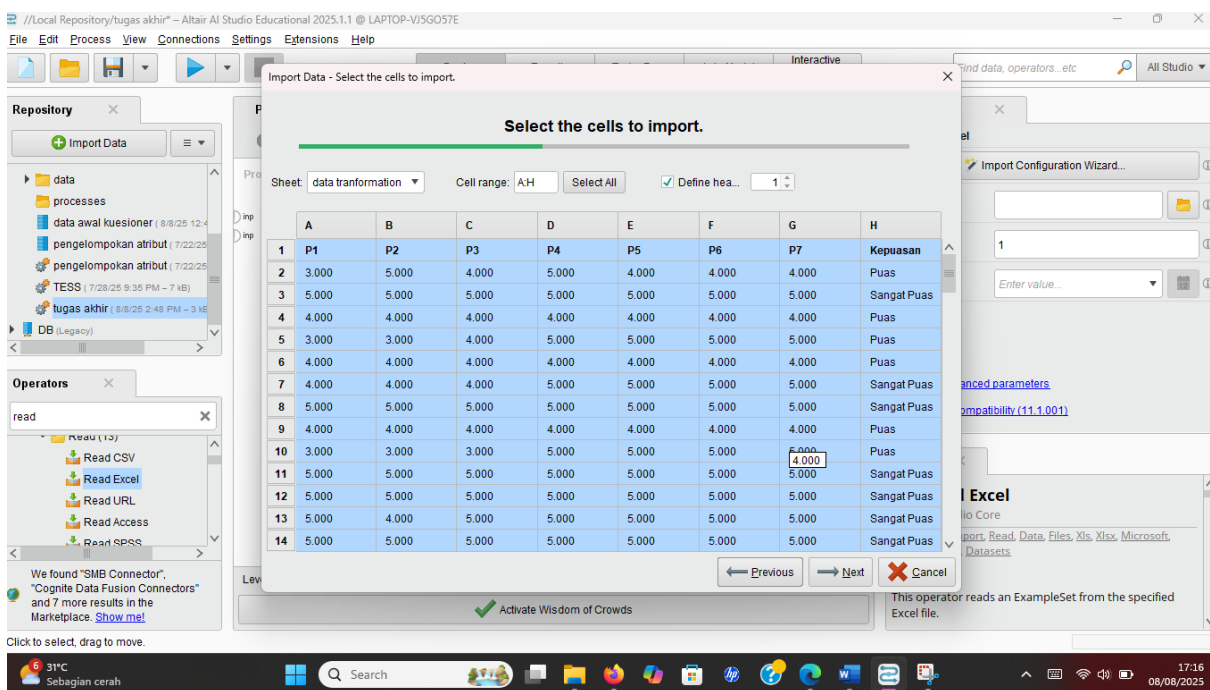 //Local Repository/tugas akhir* – Altair AI Studio Educational 2025.1.1 @ LAPTOP-VJ5GO57E
File Edit Process View Connections Settings Extensions Help
Interactive
Find data, operators...etc
All Studio
Repository
Import Data
data
processes
data awal kuesioner ( 8/8/25 12:4
pengelompokan atribut ( 7/22/25
pengelompokan atribut ( 7/22/25
TESS ( 7/28/25 9:35 PM – 7 kB)
tugas akhir ( 8/8/25 2:48 PM – 3 kB
DB (Legacy)
Operators
read
Read (13)
Read CSV
Read Excel
Read URL
Read Access
Read SPSS
We found "SMB Connector",
"Cognite Data Fusion Connectors"
and 7 more results in the
Marketplace. Show me!
P
Pro
inp
inp
Lev
Import Data - Select the cells to import.
Select the cells to import.
Sheet: data tranformation Cell range: A:H Select All Define hea... 1
A B C D E F G H
1 P1 P2 P3 P4 P5 P6 P7 Kepuasan
2 3.000 5.000 4.000 5.000 4.000 4.000 4.000 Puas
3 5.000 5.000 5.000 5.000 5.000 5.000 5.000 Sangat Puas
4 4.000 4.000 4.000 4.000 4.000 4.000 4.000 Puas
5 3.000 3.000 4.000 5.000 5.000 5.000 5.000 Puas
6 4.000 4.000 4.000 4.000 4.000 4.000 4.000 Puas
7 4.000 4.000 4.000 5.000 5.000 5.000 5.000 Sangat Puas
8 5.000 5.000 5.000 5.000 5.000 5.000 5.000 Sangat Puas
9 4.000 4.000 4.000 4.000 4.000 4.000 4.000 Puas
10 3.000 3.000 3.000 5.000 5.000 5.000 5.000 Puas
4.000
11 5.000 5.000 5.000 5.000 5.000 5.000 5.000 Sangat Puas
12 5.000 5.000 5.000 5.000 5.000 5.000 5.000 Sangat Puas
13 5.000 4.000 5.000 5.000 5.000 5.000 5.000 Sangat Puas
14 5.000 5.000 5.000 5.000 5.000 5.000 5.000 Sangat Puas
Previous Next Cancel
Activate Wisdom of Crowds
el
Import Configuration Wizard...
1
Enter value...
anced parameters
ompatibility (11.1.001)
l Excel
io Core
port, Read, Data, Files, Xls, Xlsx, Microsoft,
Datasets
This operator reads an ExampleSet from the specified
Excel file.
Click to select, drag to move.
6
31°C
Sebagian cerah
Search
hp
17:16
08/08/2025